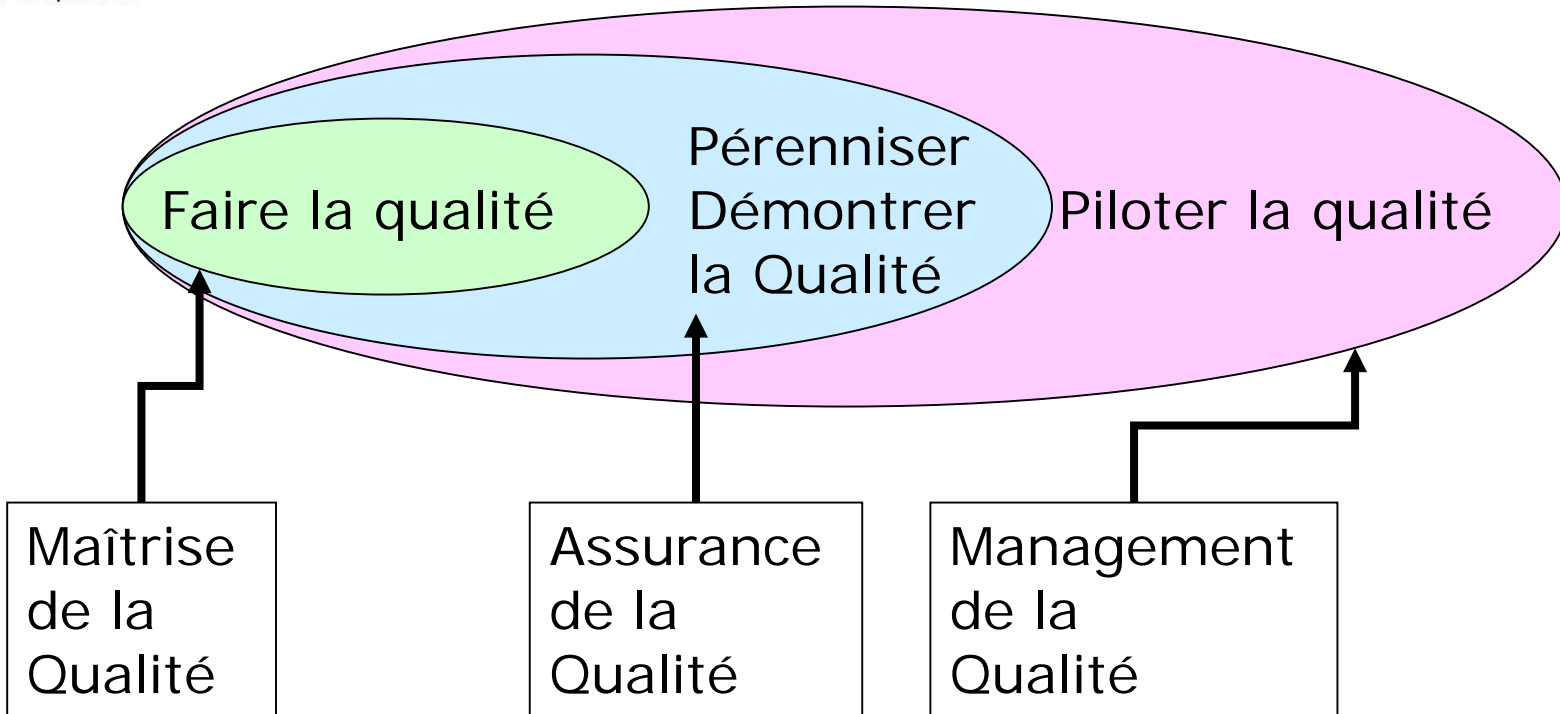 Faire la qualité
Pérenniser
Démontrer
la Qualité
Piloter la qualité
Maîtrise
de la
Qualité
Assurance
de la
Qualité
Management
de la
Qualité